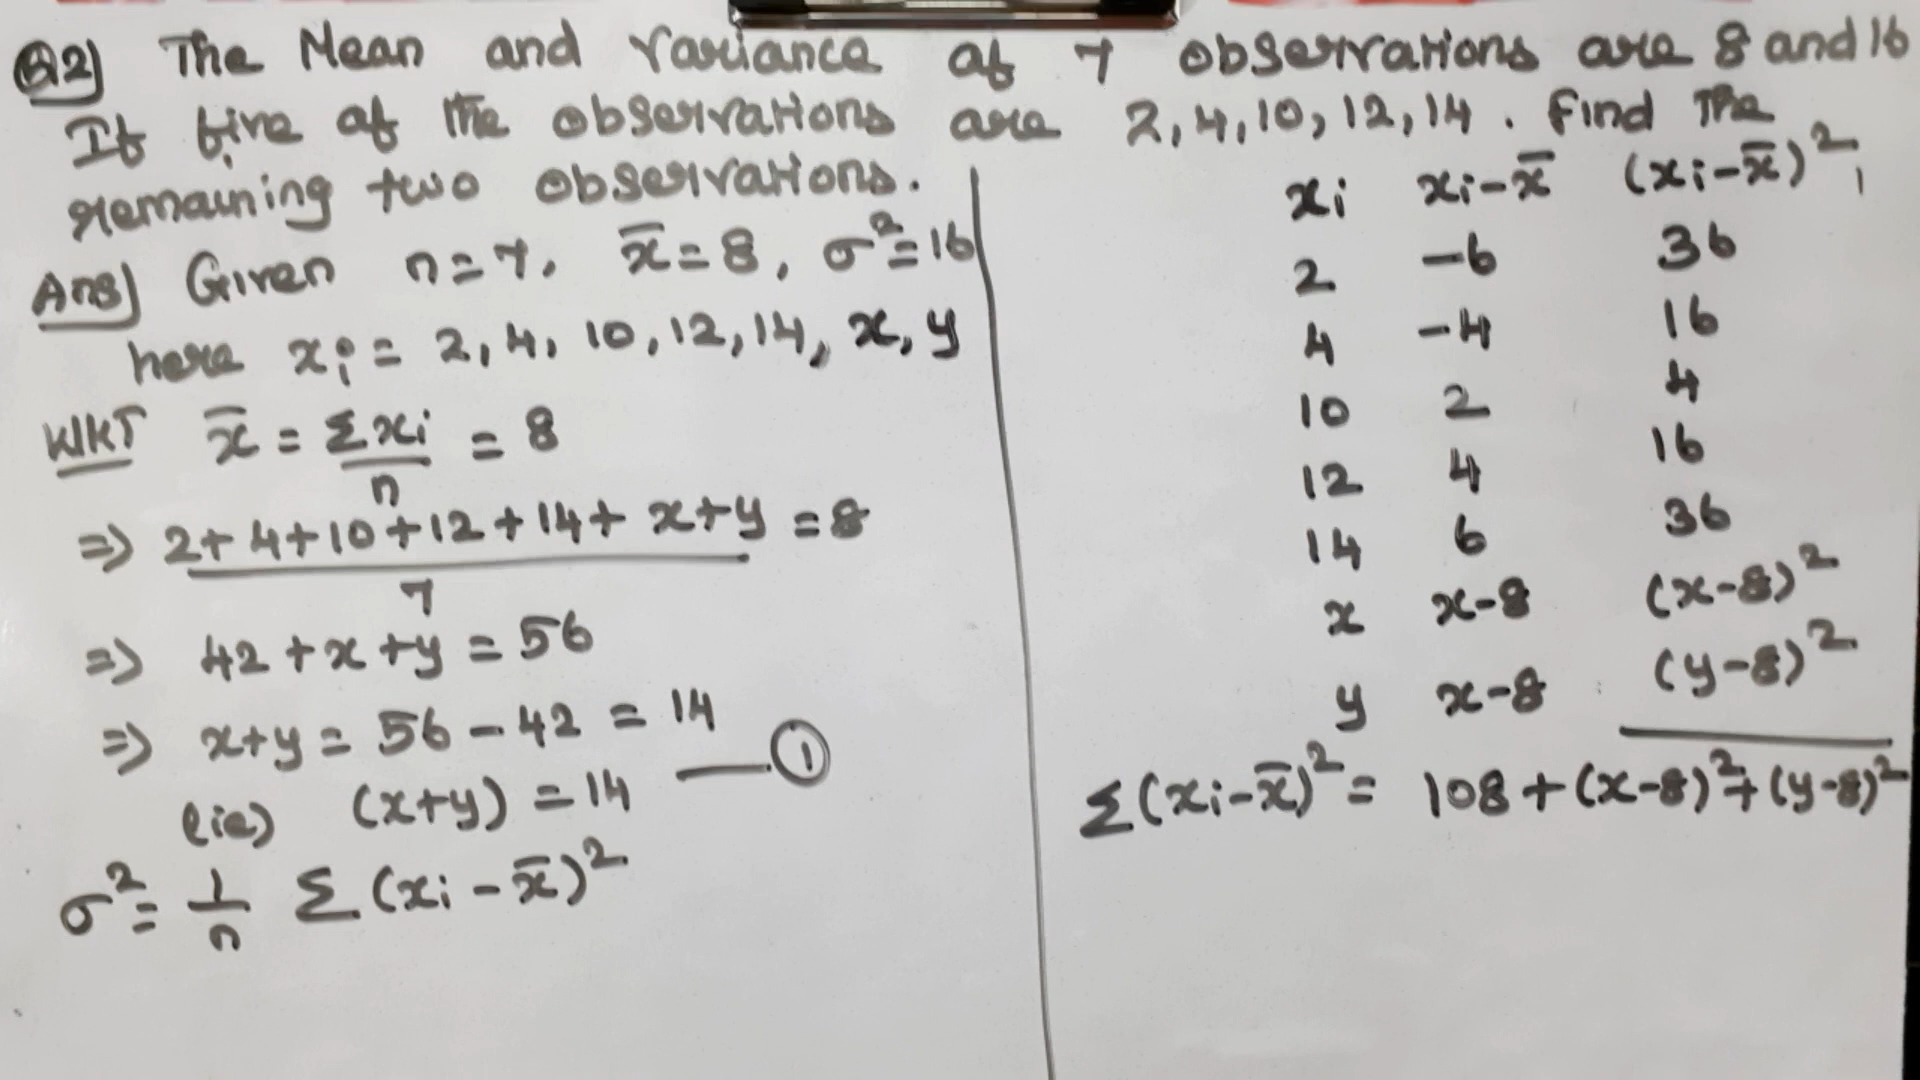 Q2) The Mean and Variance of 7 observations are 8 and 16
If five of the observations are 2, 4, 10, 12, 14. Find The
remaining two observations.
Ans) Given n=7, x̄=8, σ²=16
here xᵢ = 2, 4, 10, 12, 14, x, y
WKT x̄ = Σxᵢ/n = 8
=> (2+4+10+12+14+x+y)/7 = 8
=> 42+x+y = 56
=> x+y = 56-42 = 14
(ie) (x+y) = 14 —①
σ² = 1/n Σ(xᵢ-x̄)²
xᵢ xᵢ-x̄ (xᵢ-x̄)²
2 -6 36
4 -4 16
10 2 4
12 4 16
14 6 36
x x-8 (x-8)²
y x-8 (y-8)²
Σ(xᵢ-x̄)² = 108+(x-8)²+(y-8)²